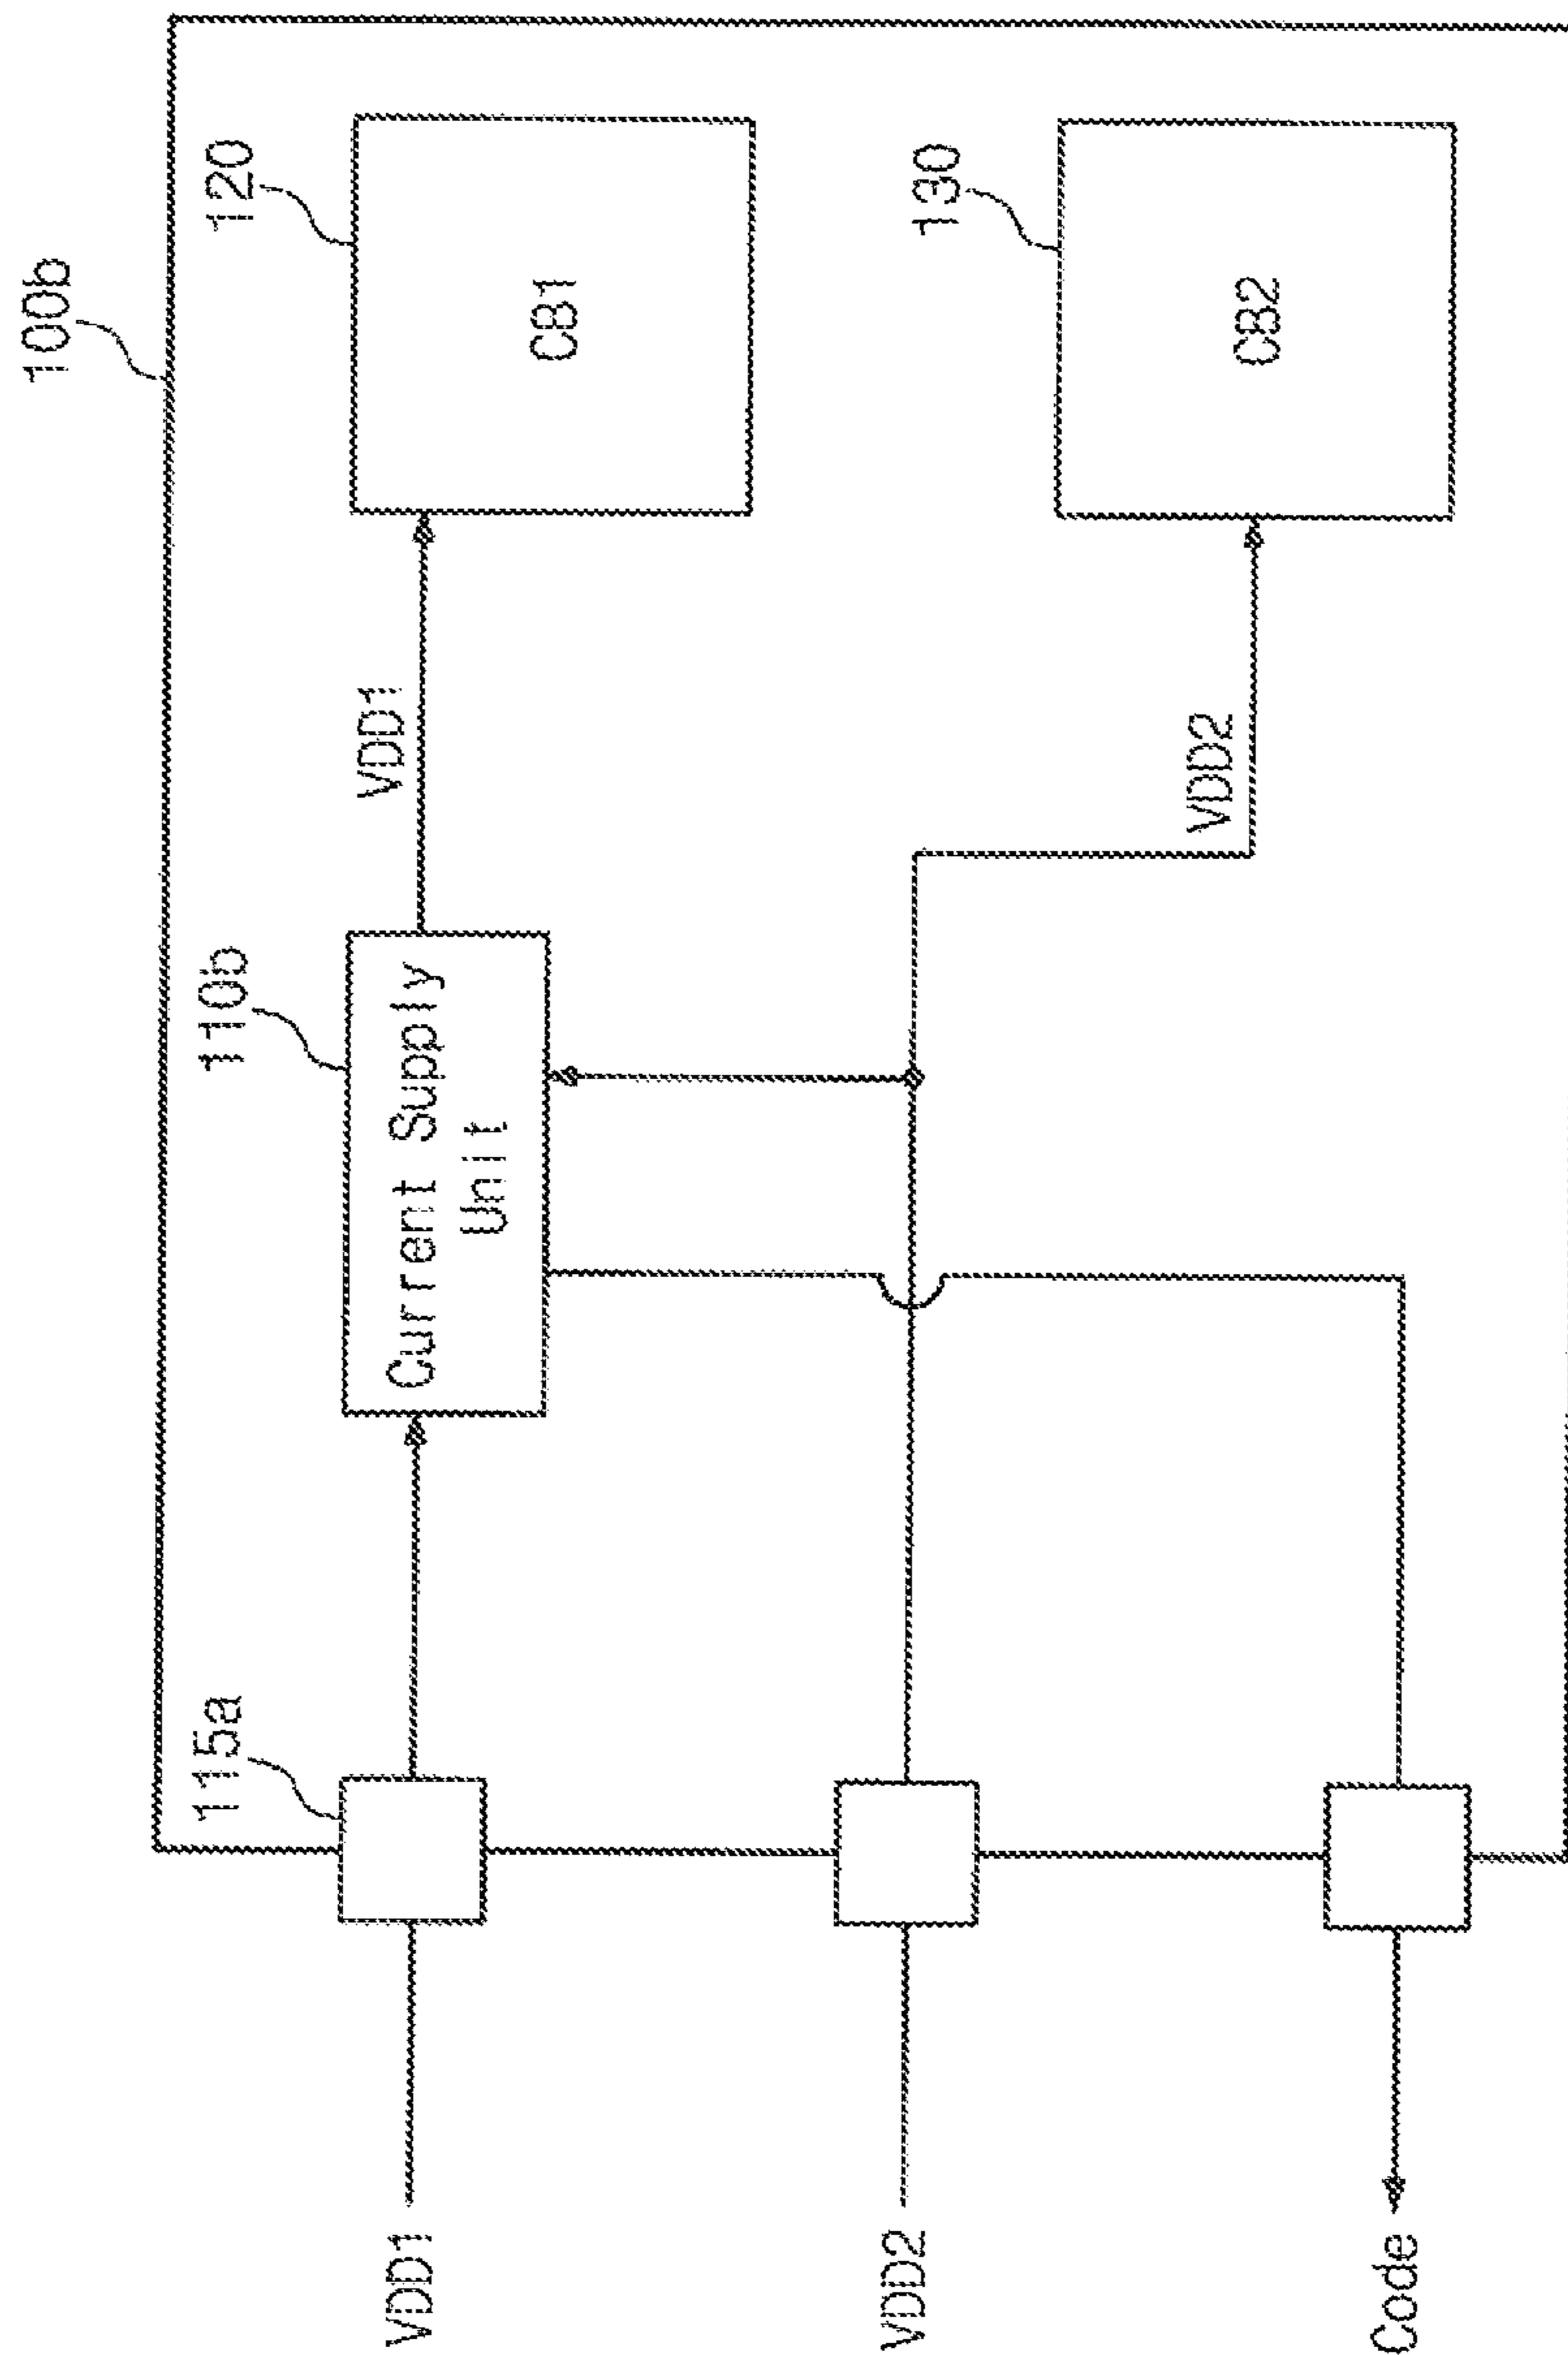 100b
120
115a
110b
VDD1
VDD1
Current Supply
Unit
CB1
130
VDD2
VDD2
CB2
Code